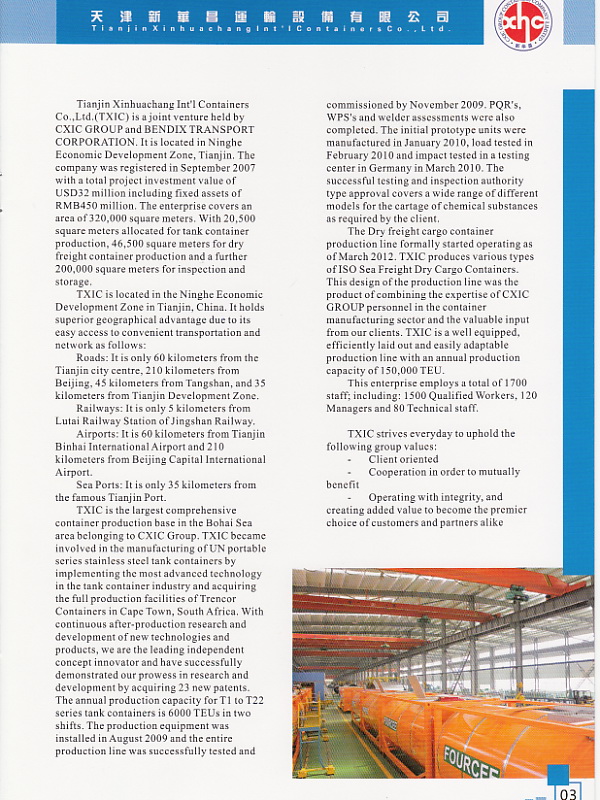 天津新華昌運輸設備有限公司
TianjinXinhuachangInt'lContainersCo.,Ltd.
xhc
Tianjin Xinhuachang Int'l Containers
Co.,Ltd.(TXIC) is a joint venture held by
CXIC GROUP and BENDIX TRANSPORT
CORPORATION. It is located in Ninghe
Economic Development Zone, Tianjin. The
company was registered in September 2007
with a total project investment value of
USD32 million including fixed assets of
RMB450 million. The enterprise covers an
area of 320,000 square meters. With 20,500
square meters allocated for tank container
production, 46,500 square meters for dry
freight container production and a further
200,000 square meters for inspection and
storage.
TXIC is located in the Ninghe Economic
Development Zone in Tianjin, China. It holds
superior geographical advantage due to its
easy access to convenient transportation and
network as follows:
Roads: It is only 60 kilometers from the
Tianjin city centre, 210 kilometers from
Beijing, 45 kilometers from Tangshan, and 35
kilometers from Tianjin Development Zone.
Railways: It is only 5 kilometers from
Lutai Railway Station of Jingshan Railway.
Airports: It is 60 kilometers from Tianjin
Binhai International Airport and 210
kilometers from Beijing Capital International
Airport.
Sea Ports: It is only 35 kilometers from
the famous Tianjin Port.
TXIC is the largest comprehensive
container production base in the Bohai Sea
area belonging to CXIC Group. TXIC became
involved in the manufacturing of UN portable
series stainless steel tank containers by
implementing the most advanced technology
in the tank container industry and acquiring
the full production facilities of Trencor
Containers in Cape Town, South Africa. With
continuous after-production research and
development of new technologies and
products, we are the leading independent
concept innovator and have successfully
demonstrated our prowess in research and
development by acquiring 23 new patents.
The annual production capacity for T1 to T22
series tank containers is 6000 TEUs in two
shifts. The production equipment was
installed in August 2009 and the entire
production line was successfully tested and
commissioned by November 2009. PQR's,
WPS's and welder assessments were also
completed. The initial prototype units were
manufactured in January 2010, load tested in
February 2010 and impact tested in a testing
center in Germany in March 2010. The
successful testing and inspection authority
type approval covers a wide range of different
models for the cartage of chemical substances
as required by the client.
The Dry freight cargo container
production line formally started operating as
of March 2012. TXIC produces various types
of ISO Sea Freight Dry Cargo Containers.
This design of the production line was the
product of combining the expertise of CXIC
GROUP personnel in the container
manufacturing sector and the valuable input
from our clients. TXIC is a well equipped,
efficiently laid out and easily adaptable
production line with an annual production
capacity of 150,000 TEU.
This enterprise employs a total of 1700
staff; including: 1500 Qualified Workers, 120
Managers and 80 Technical staff.
TXIC strives everyday to uphold the
following group values:
- Client oriented
- Cooperation in order to mutually
benefit
- Operating with integrity, and
creating added value to become the premier
choice of customers and partners alike
FOURCEE
03